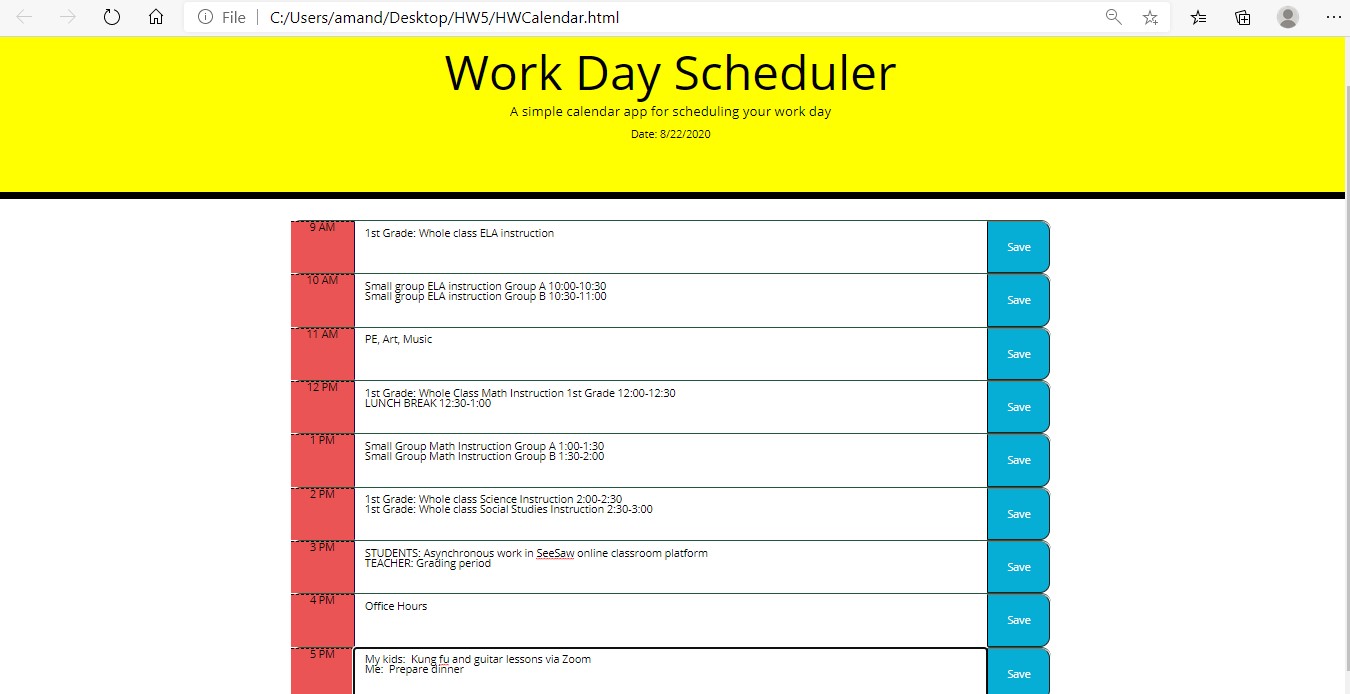 File C:/Users/amand/Desktop/HW5/HWCalendar.html
Work Day Scheduler
A simple calendar app for scheduling your work day
Date: 8/22/2020
9 AM
1st Grade: Whole class ELA instruction
Save
10 AM
Small group ELA instruction Group A 10:00-10:30
Small group ELA instruction Group B 10:30-11:00
Save
11 AM
PE, Art, Music
Save
12 PM
1st Grade: Whole Class Math Instruction 1st Grade 12:00-12:30
LUNCH BREAK 12:30-1:00
Save
1 PM
Small Group Math Instruction Group A 1:00-1:30
Small Group Math Instruction Group B 1:30-2:00
Save
2 PM
1st Grade: Whole class Science Instruction 2:00-2:30
1st Grade: Whole class Social Studies Instruction 2:30-3:00
Save
3 PM
STUDENTS: Asynchronous work in SeeSaw online classroom platform
TEACHER: Grading period
Save
4 PM
Office Hours
Save
5 PM
My kids:  Kung fu and guitar lessons via Zoom
Me:  Prepare dinner
Save